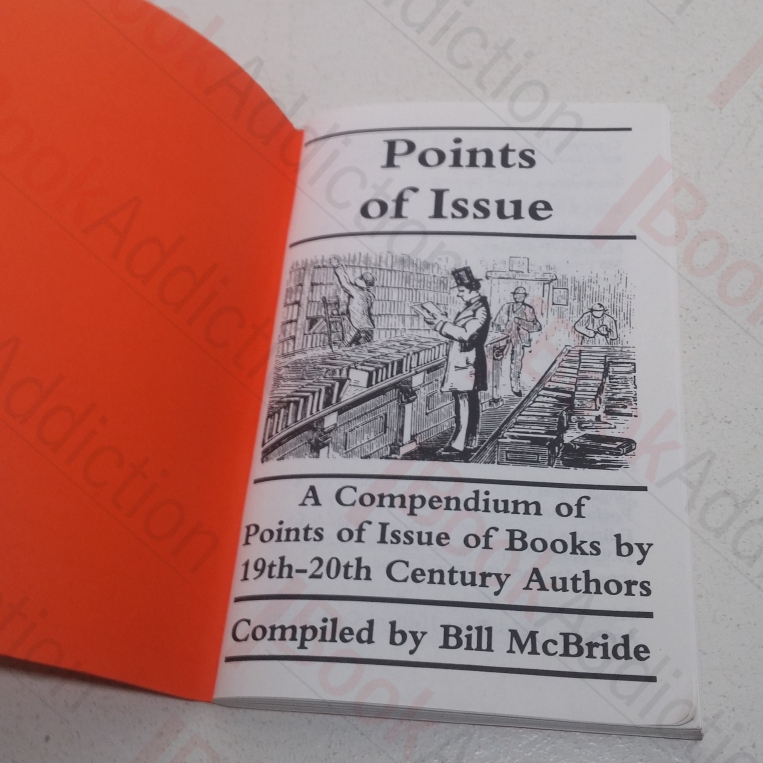 Points
of Issue
A Compendium of
Points of Issue of Books by
19th-20th Century Authors
Compiled by Bill McBride
BookAddiction